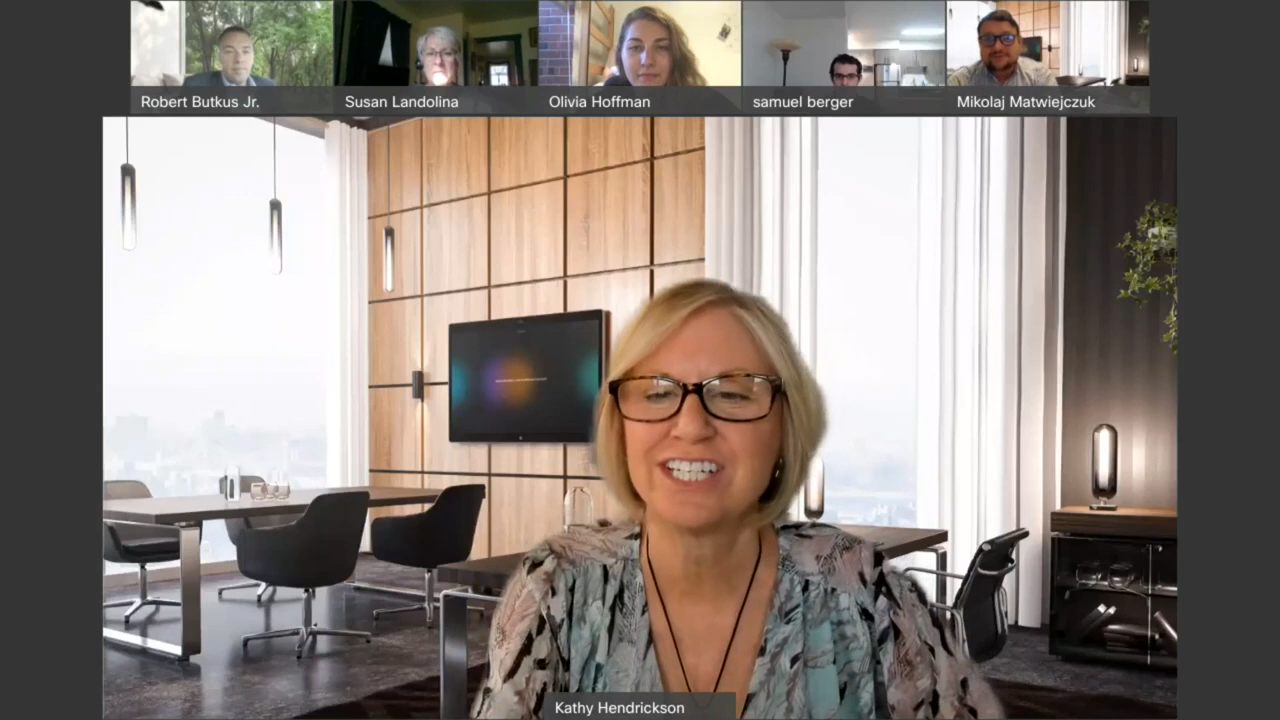 Robert Butkus Jr.
Susan Landolina
Olivia Hoffman
samuel berger
Mikolaj Matwiejczuk
Kathy Hendrickson